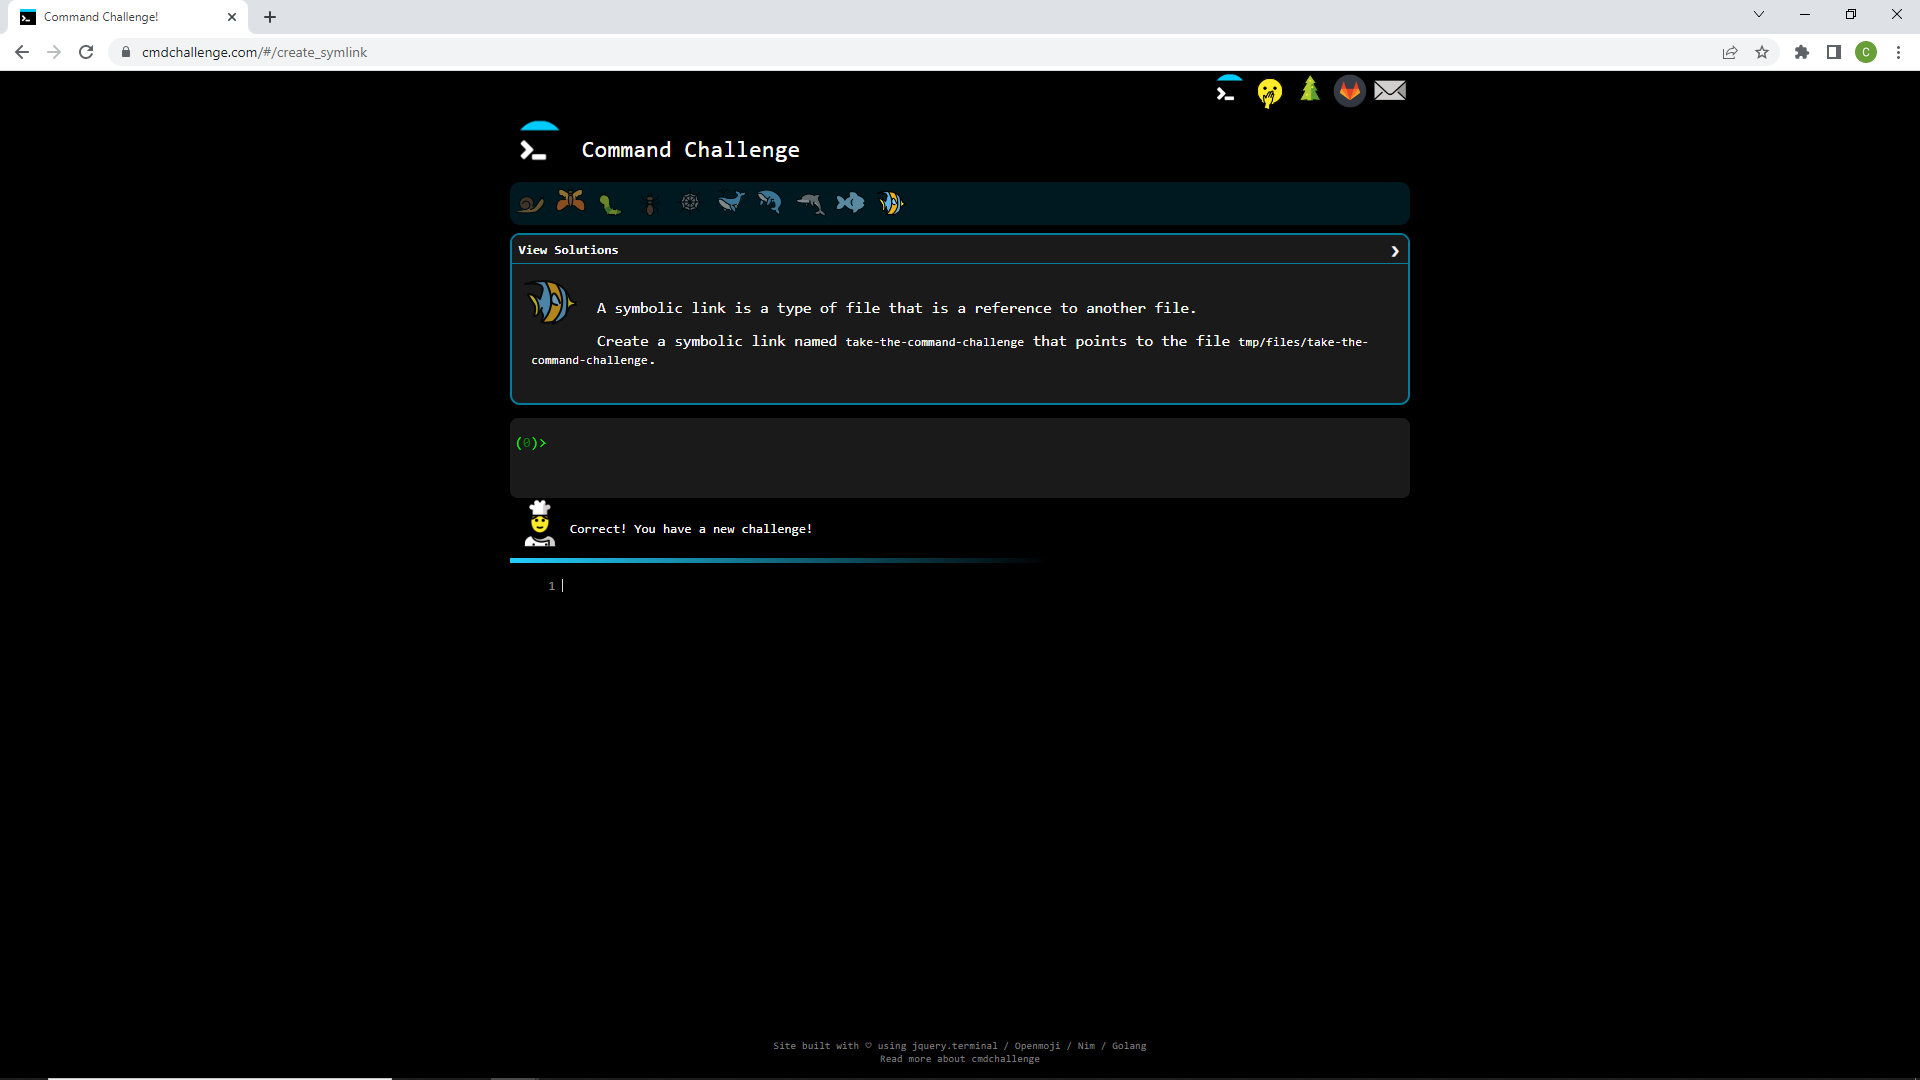 Command Challenge!
cmdchallenge.com/#/create_symlink
C
Command Challenge
View Solutions
A symbolic link is a type of file that is a reference to another file.
Create a symbolic link named take-the-command-challenge that points to the file tmp/files/take-the-
command-challenge.
(0)>
Correct! You have a new challenge!
1
Site built with ♡ using jquery.terminal / Openmoji / Nim / Golang
Read more about cmdchallenge